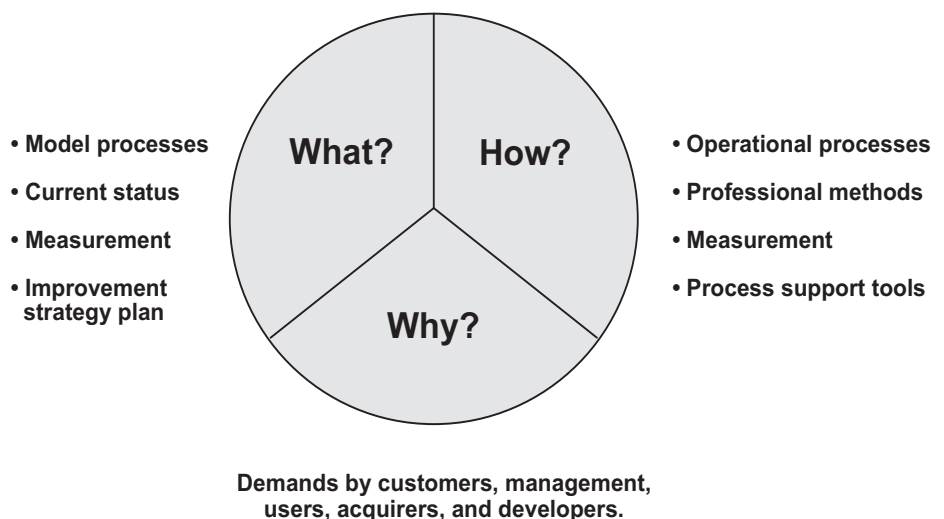 What?
How?
Why?
• Model processes
• Current status
• Measurement
• Improvement
strategy plan
• Operational processes
• Professional methods
• Measurement
• Process support tools
Demands by customers, management,
users, acquirers, and developers.